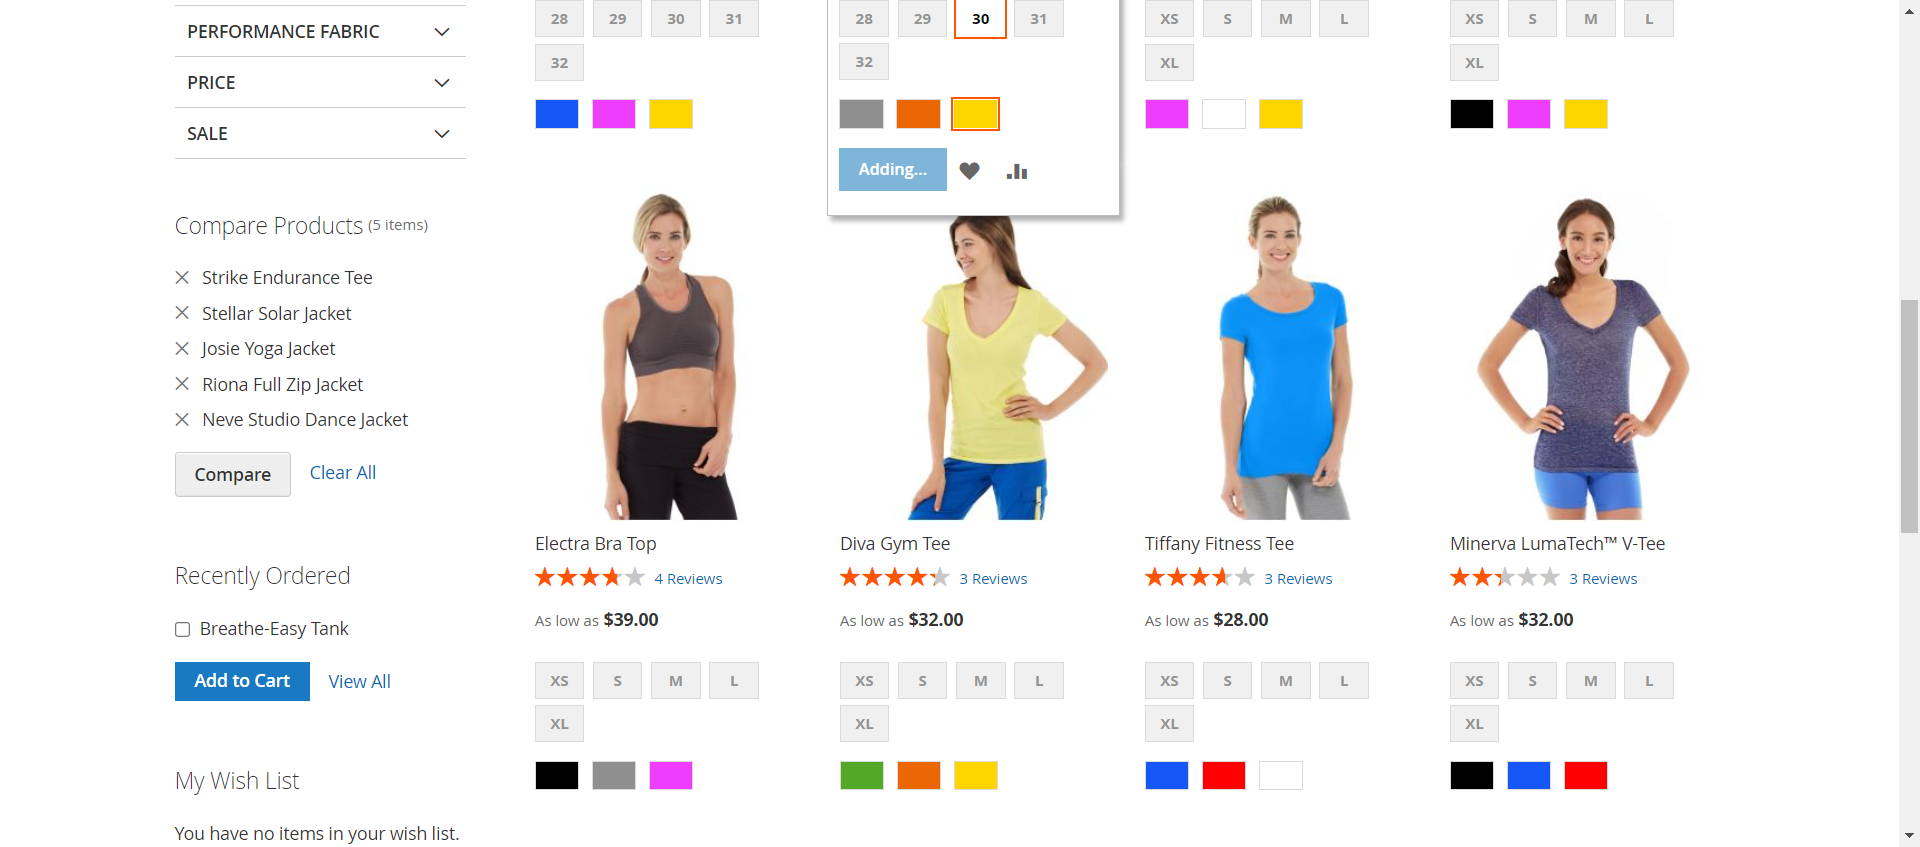 PERFORMANCE FABRIC
PRICE
SALE
Compare Products (5 items)
Strike Endurance Tee
Stellar Solar Jacket
Josie Yoga Jacket
Riona Full Zip Jacket
Neve Studio Dance Jacket
Compare Clear All
Recently Ordered
Breathe-Easy Tank
Add to Cart View All
My Wish List
You have no items in your wish list.
28 29 30 31
32
28 29 30 31
32
Adding...
XS S M L
XL
XS S M L
XL
Electra Bra Top
4 Reviews
As low as $39.00
XS S M L
XL
Diva Gym Tee
3 Reviews
As low as $32.00
XS S M L
XL
Tiffany Fitness Tee
3 Reviews
As low as $28.00
XS S M L
XL
Minerva LumaTech™ V-Tee
3 Reviews
As low as $32.00
XS S M L
XL